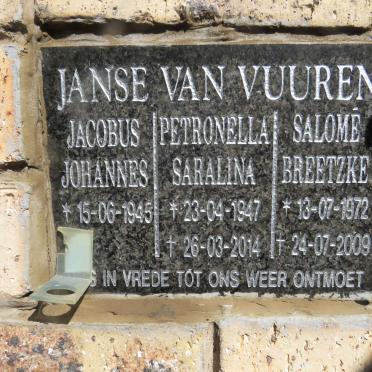 JANSE VAN VUUREN
JACOBUS PETRONELLA SALOMÉ
JOHANNES SARALINA BREETZKE
* 15-06-1945 * 23-04-1947 * 13-07-1972
† 26-03-2014 † 24-07-2009
IN VREDE TOT ONS WEER ONTMOET